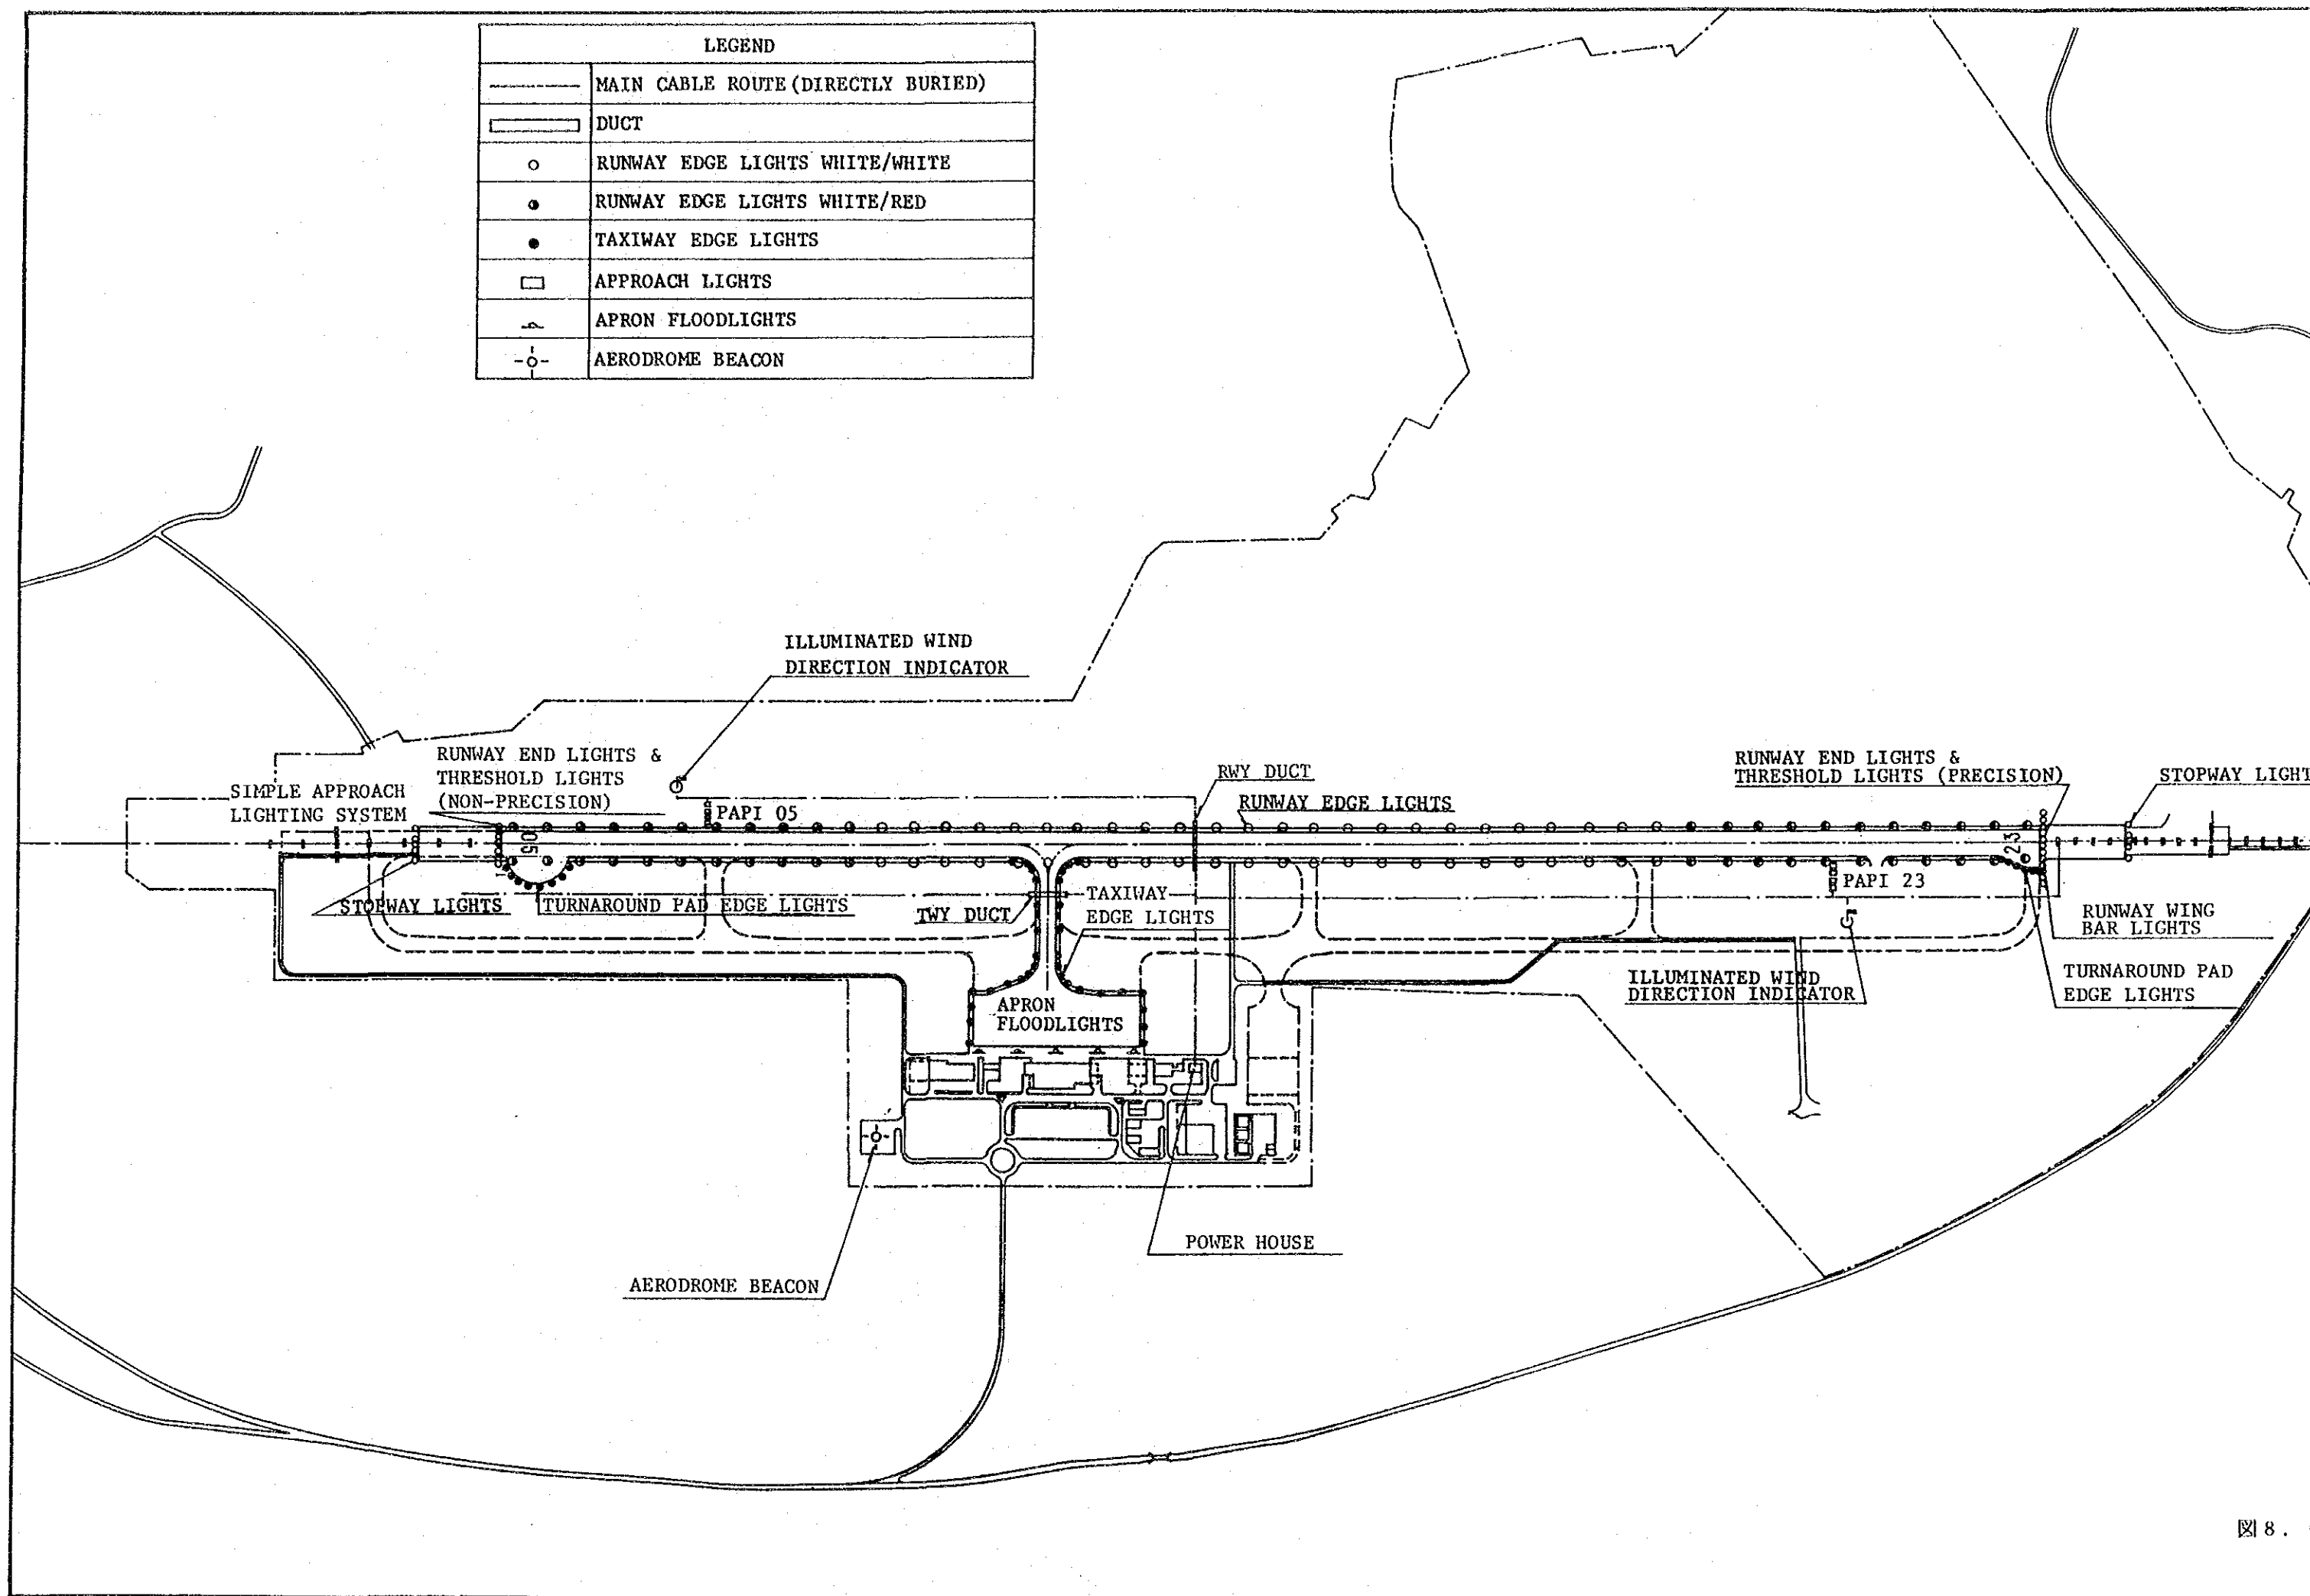 LEGEND
MAIN CABLE ROUTE (DIRECTLY BURIED)
DUCT
RUNWAY EDGE LIGHTS WHITE/WHITE
RUNWAY EDGE LIGHTS WHITE/RED
TAXIWAY EDGE LIGHTS
APPROACH LIGHTS
APRON FLOODLIGHTS
AERODROME BEACON
ILLUMINATED WIND
DIRECTION INDICATOR
RUNWAY END LIGHTS &
THRESHOLD LIGHTS
(NON-PRECISION)
SIMPLE APPROACH
LIGHTING SYSTEM
PAPI 05
RWY DUCT
RUNWAY EDGE LIGHTS
RUNWAY END LIGHTS &
THRESHOLD LIGHTS (PRECISION)
STOPWAY LIGHT
05
23
STOPWAY LIGHTS
TURNAROUND PAD EDGE LIGHTS
TWY DUCT
TAXIWAY
EDGE LIGHTS
PAPI 23
RUNWAY WING
BAR LIGHTS
ILLUMINATED WIND
DIRECTION INDICATOR
TURNAROUND PAD
EDGE LIGHTS
APRON
FLOODLIGHTS
POWER HOUSE
AERODROME BEACON
図 8.